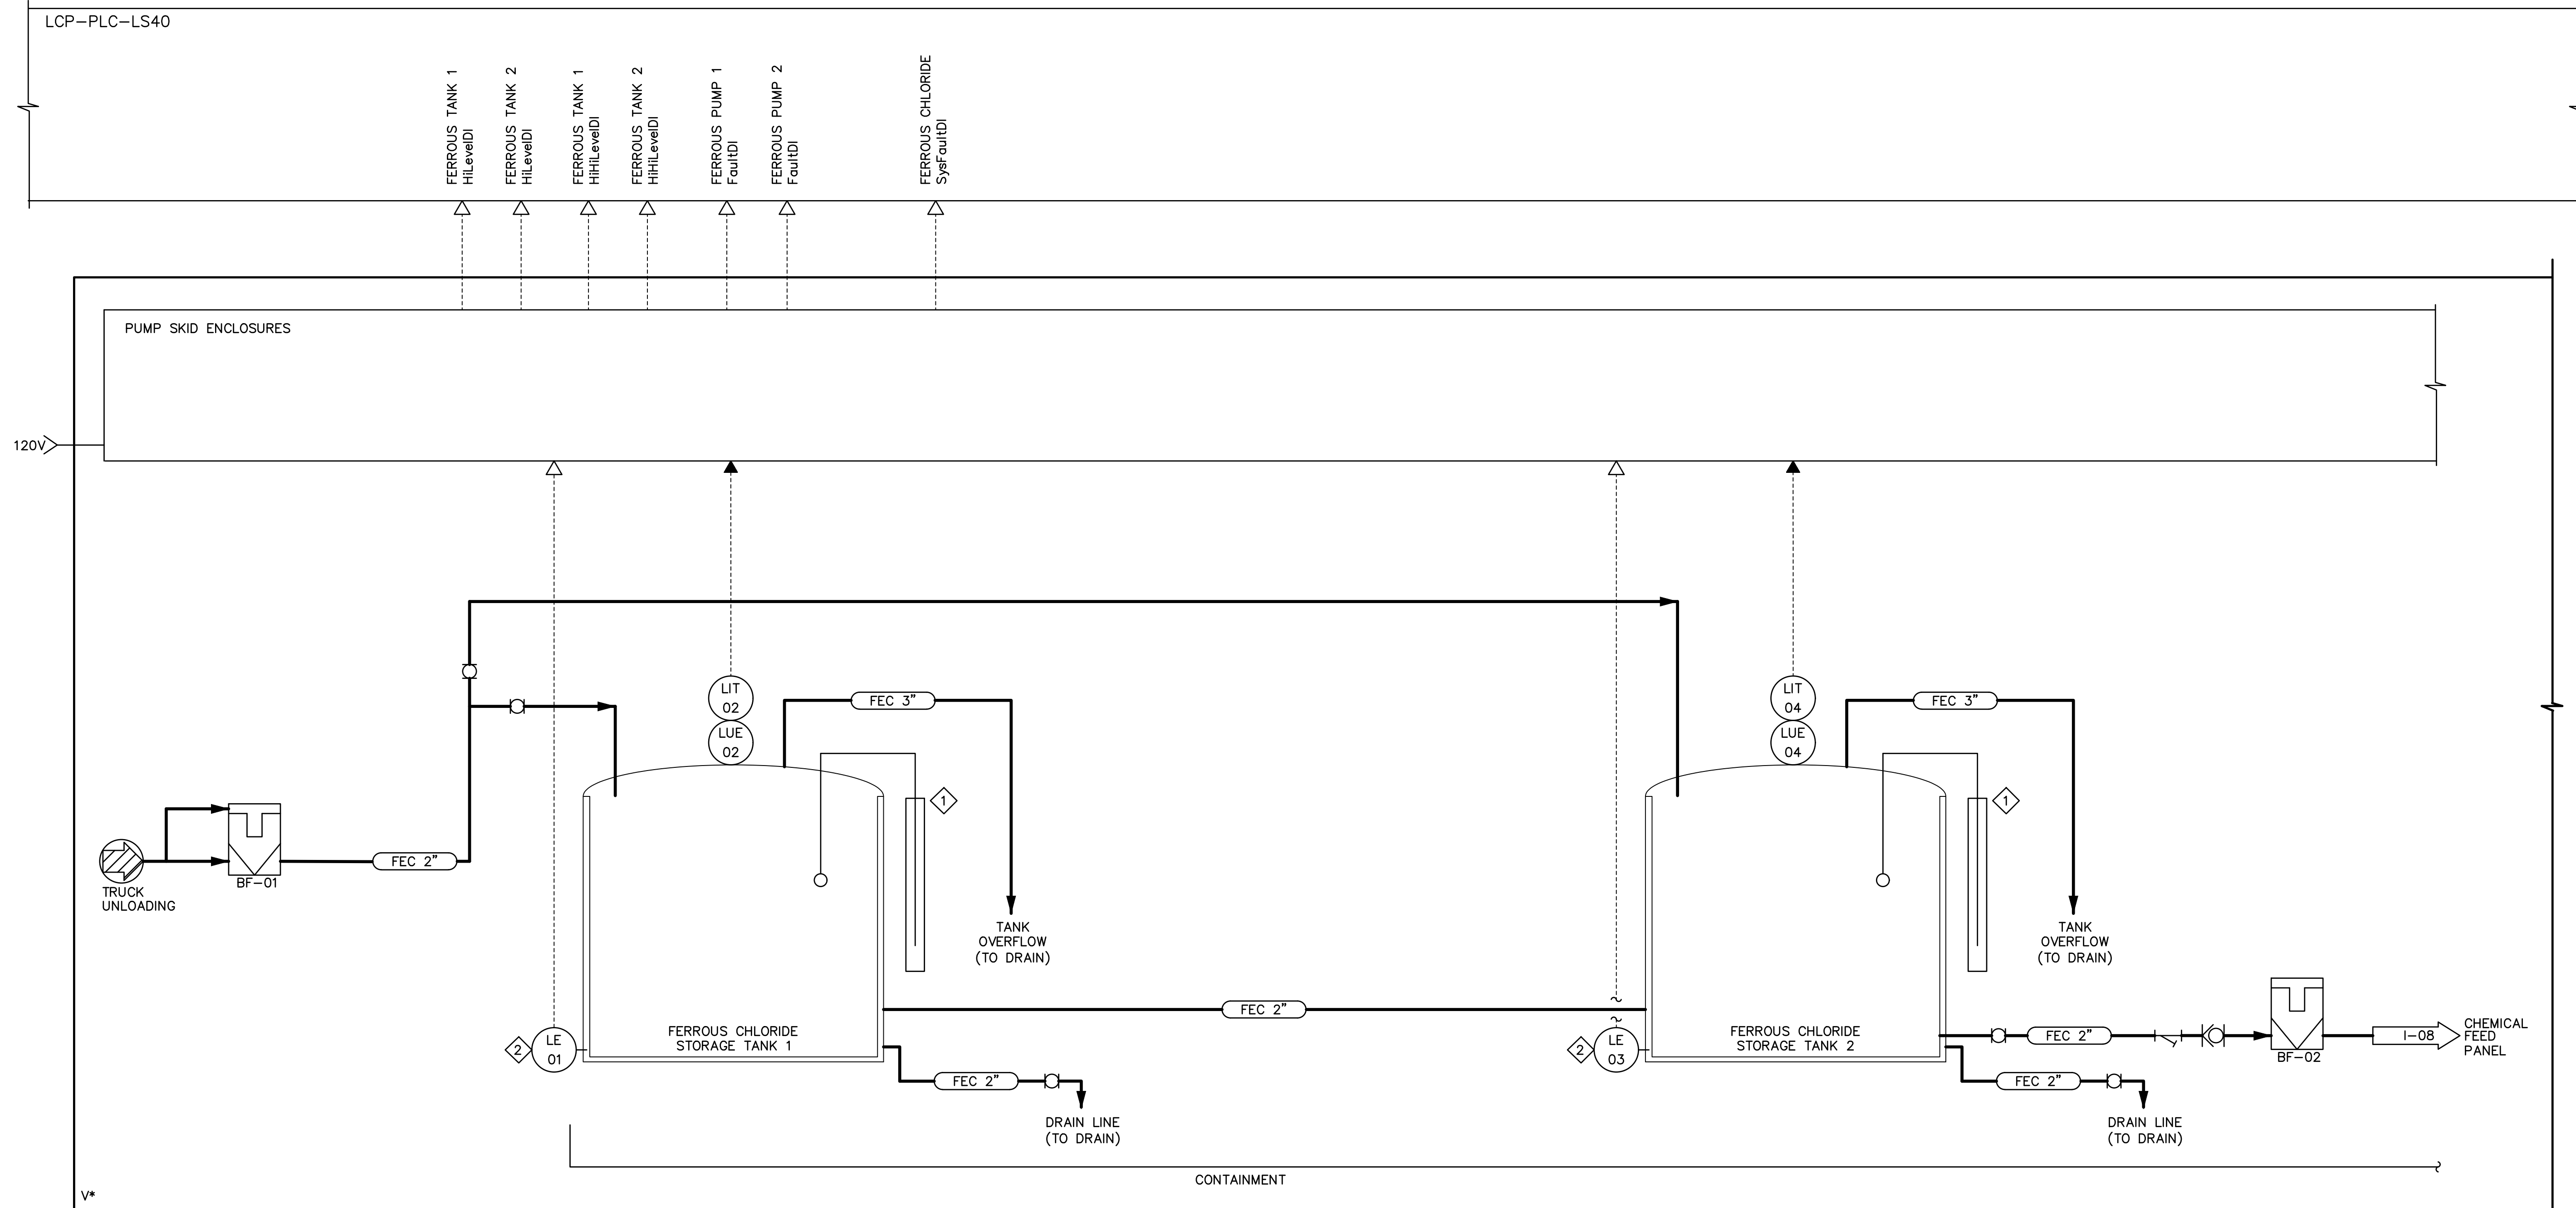 LCP-PLC-LS40
FERROUS TANK 1
HiLevelDI
FERROUS TANK 2
HiLevelDI
FERROUS TANK 1
HiHiLevelDI
FERROUS TANK 2
HiHiLevelDI
FERROUS PUMP 1
FaultDI
FERROUS PUMP 2
FaultDI
FERROUS CHLORIDE
SysFaultDI
PUMP SKID ENCLOSURES
120V
LIT
02
LUE
02
FEC 3"
LIT
04
LUE
04
FEC 3"
1
1
TRUCK
UNLOADING
BF-01
FEC 2"
TANK
OVERFLOW
(TO DRAIN)
TANK
OVERFLOW
(TO DRAIN)
FEC 2"
2
LE
01
FERROUS CHLORIDE
STORAGE TANK 1
FEC 2"
DRAIN LINE
(TO DRAIN)
2
LE
03
FERROUS CHLORIDE
STORAGE TANK 2
FEC 2"
BF-02
I-08
CHEMICAL
FEED
PANEL
FEC 2"
DRAIN LINE
(TO DRAIN)
CONTAINMENT
V*